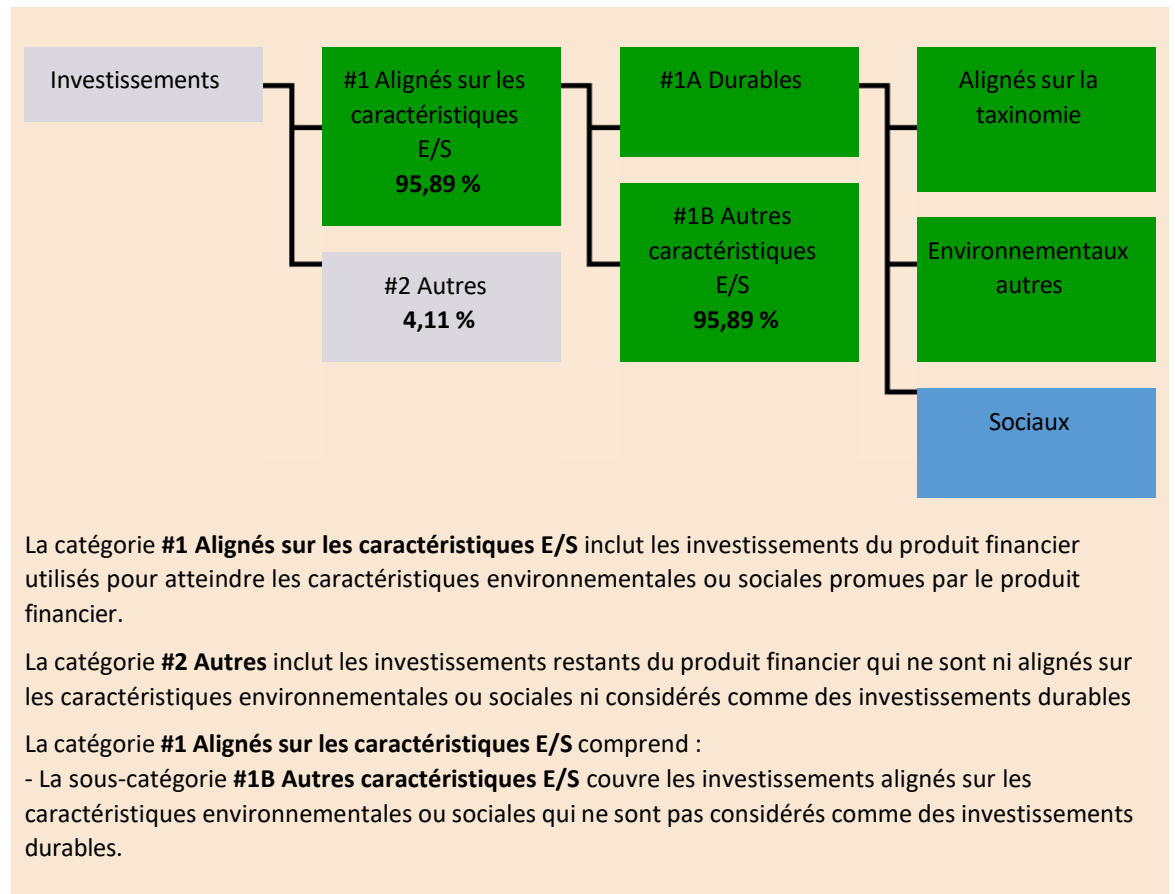 Investissements
#1 Alignés sur les
caractéristiques
E/S
95,89 %
#2 Autres
4,11 %
#1A Durables
#1B Autres
caractéristiques
E/S
95,89 %
Alignés sur la
taxinomie
Environnementaux
autres
Sociaux
La catégorie #1 Alignés sur les caractéristiques E/S inclut les investissements du produit financier
utilisés pour atteindre les caractéristiques environnementales ou sociales promues par le produit
financier.
La catégorie #2 Autres inclut les investissements restants du produit financier qui ne sont ni alignés sur
les caractéristiques environnementales ou sociales ni considérés comme des investissements durables
La catégorie #1 Alignés sur les caractéristiques E/S comprend :
- La sous-catégorie #1B Autres caractéristiques E/S couvre les investissements alignés sur les
caractéristiques environnementales ou sociales qui ne sont pas considérés comme des investissements
durables.